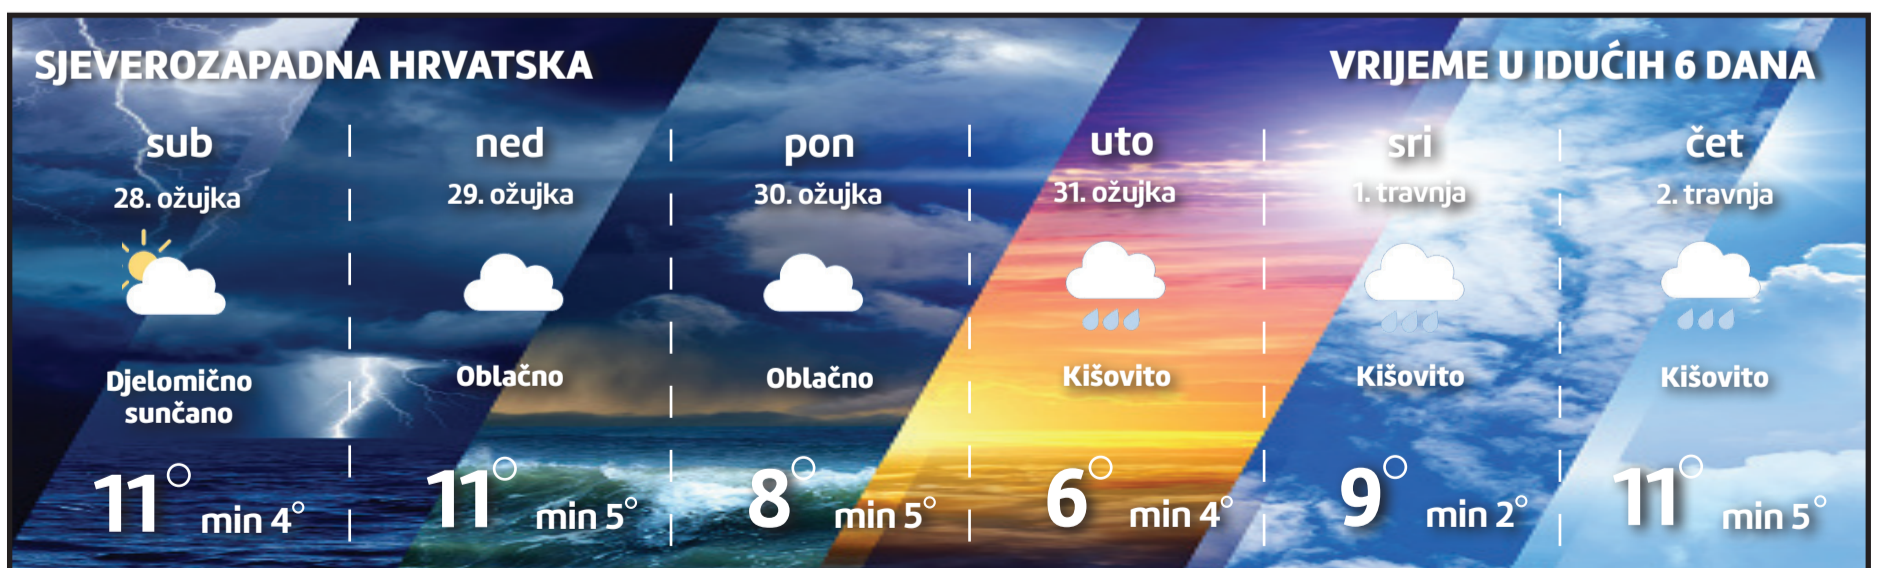 SJEVEROZAPADNA HRVATSKA
VRIJEME U IDUĆIH 6 DANA
sub
28. ožujka
Djelomično
sunčano
11° min 4°
ned
29. ožujka
Oblačno
11° min 5°
pon
30. ožujka
Oblačno
8° min 5°
uto
31. ožujka
Kišovito
6° min 4°
sri
1. travnja
Kišovito
9° min 2°
čet
2. travnja
Kišovito
11° min 5°